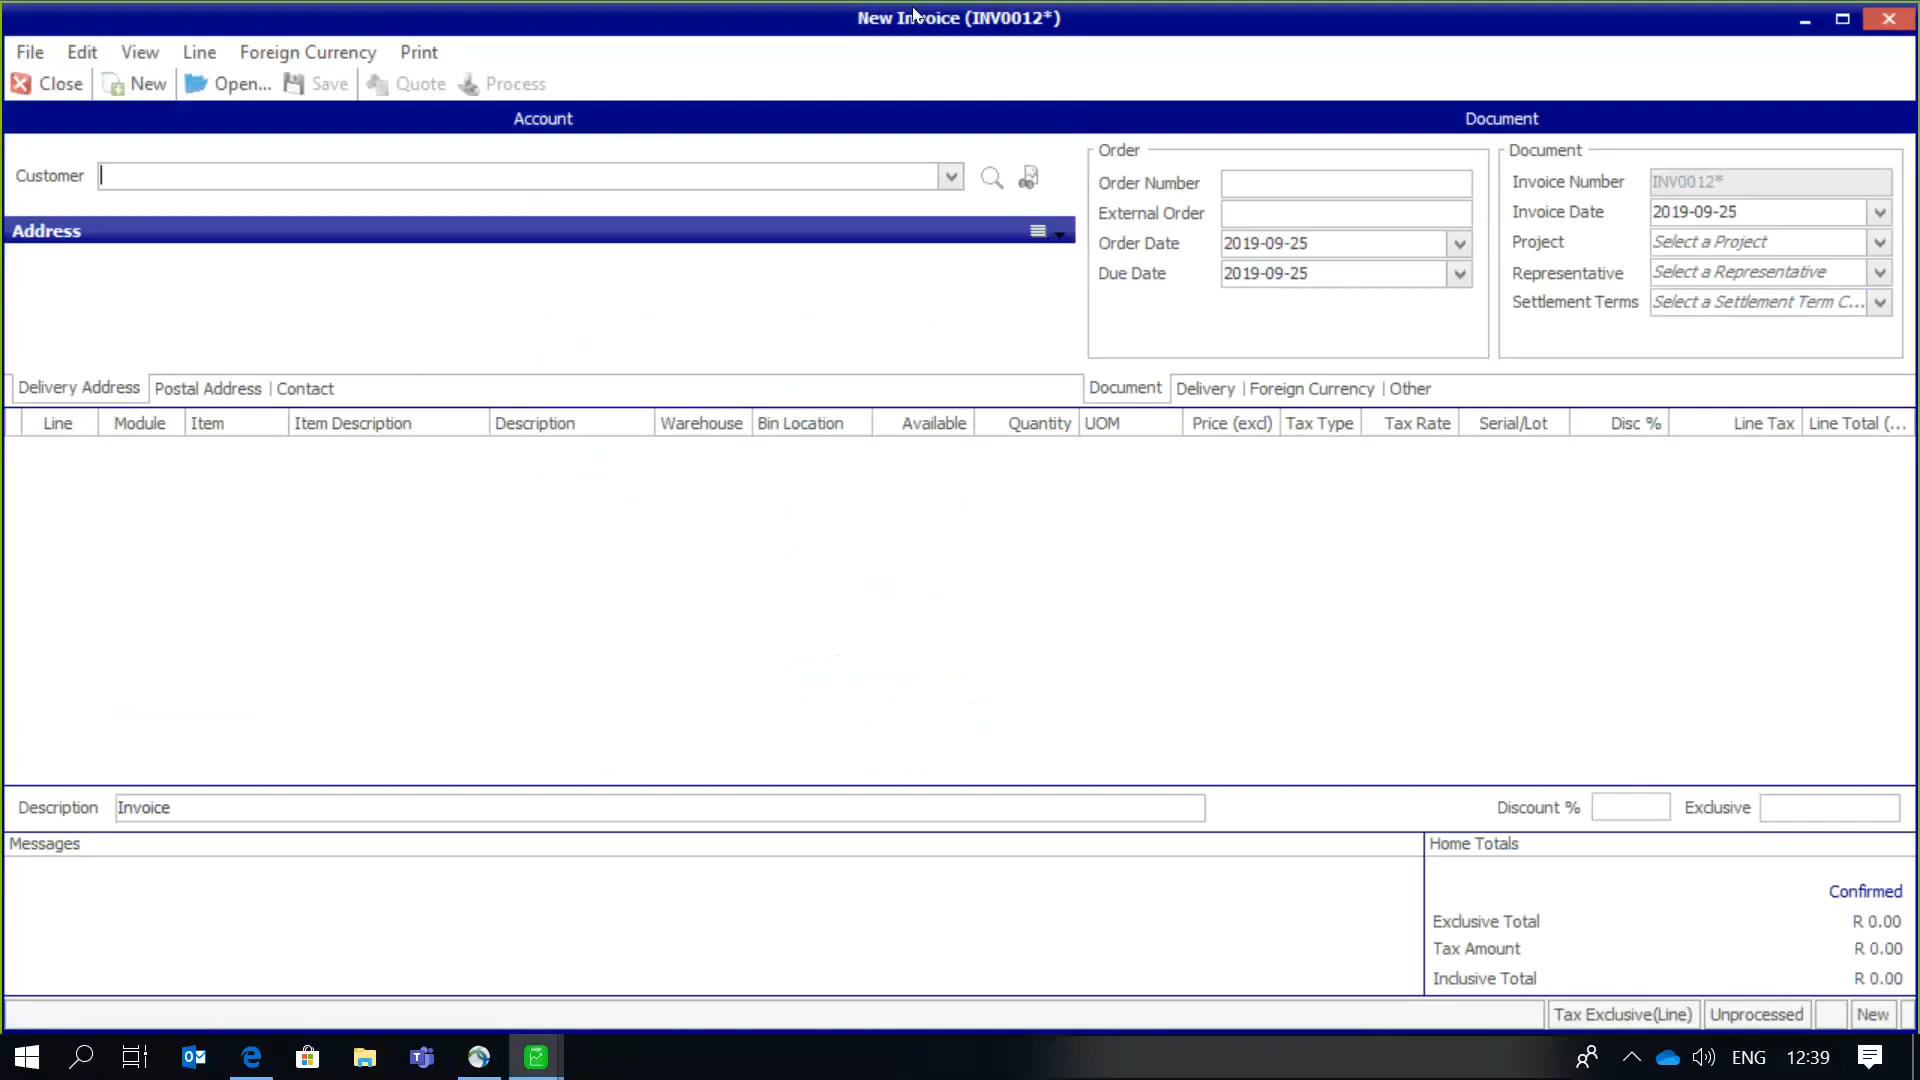 New Invoice (INV0012*)
File Edit View Line Foreign Currency Print
Close New Open... Save Quote Process
Account Document
Customer
Address
Order
Order Number
External Order
Order Date 2019-09-25
Due Date 2019-09-25
Document
Invoice Number INV0012*
Invoice Date 2019-09-25
Project Select a Project
Representative Select a Representative
Settlement Terms Select a Settlement Term C...
Delivery Address Postal Address | Contact
Document Delivery | Foreign Currency | Other
Line Module Item Item Description Description Warehouse Bin Location Available Quantity UOM Price (excl) Tax Type Tax Rate Serial/Lot Disc % Line Tax Line Total (...
Description Invoice Discount % Exclusive
Messages
Home Totals
Confirmed
Exclusive Total R 0.00
Tax Amount R 0.00
Inclusive Total R 0.00
Tax Exclusive(Line) Unprocessed New
ENG 12:39